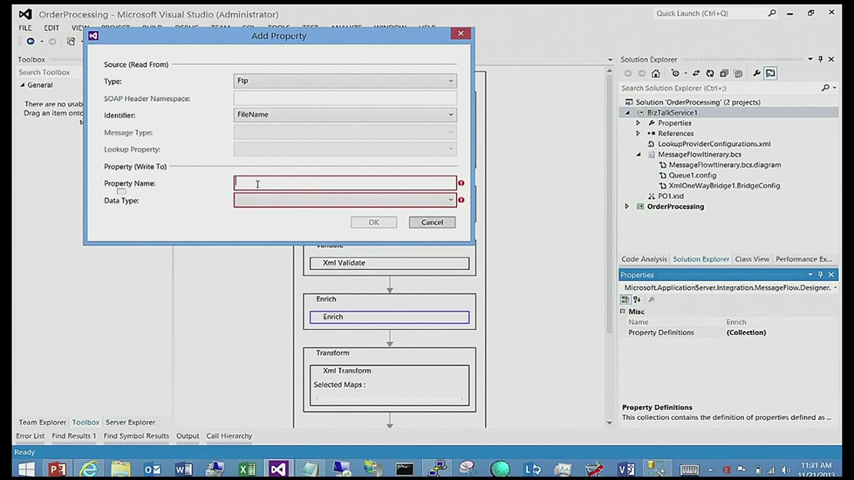 OrderProcessing - Microsoft Visual Studio (Administrator)
Quick Launch (Ctrl+Q)
FILE
Toolbox
Search Toolbox
General
There are no usab
Drag an item onto
Add Property
Source (Read From)
Type: Ftp
SOAP Header Namespace:
Identifier: FileName
Message Type:
Lookup Property:
Property (Write To)
Property Name:
Data Type:
OK Cancel
Validate
Xml Validate
Enrich
Enrich
Transform
Xml Transform
Selected Maps :
Solution Explorer
Search Solution Explorer (Ctrl+;)
Solution 'OrderProcessing' (2 projects)
BizTalkService1
Properties
References
LookupProviderConfigurations.xml
MessageFlowItinerary.bcs
MessageFlowItinerary.bcs.diagram
Queue1.config
XmlOneWayBridge1.BridgeConfig
PO1.xsd
OrderProcessing
Code Analysis Solution Explorer Class View Performance Ex...
Properties
Microsoft.ApplicationServer.Integration.MessageFlow.Designer.
Misc
Name Enrich
Property Definitions (Collection)
Property Definitions
This collection contains the definition of properties defined as ...
Team Explorer Toolbox Server Explorer
Error List Find Results 1 Find Symbol Results Output Call Hierarchy
Ready
11:31 AM
11/21/2013